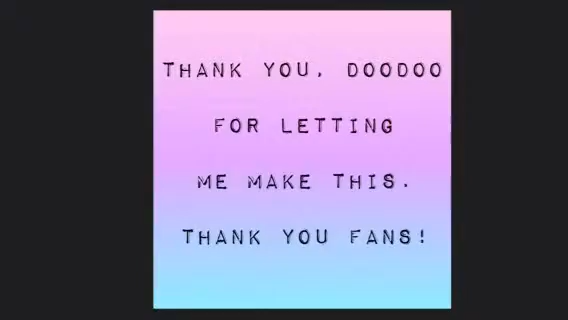 THANK YOU, DOODOO
FOR LETTING
ME MAKE THIS.
THANK YOU FANS!